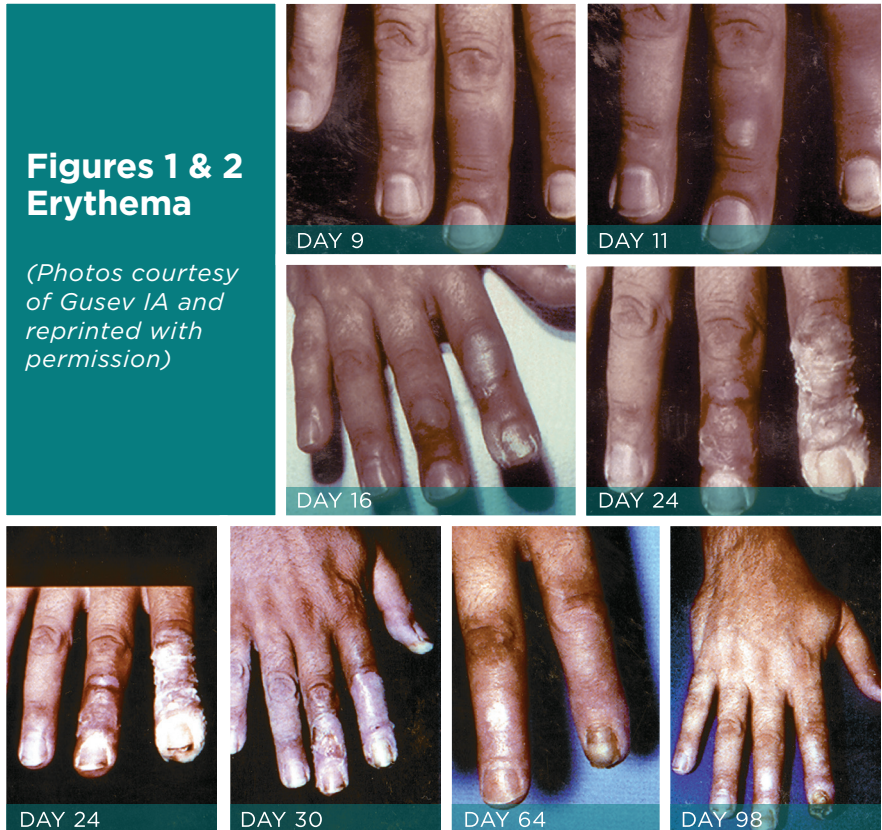 Figures 1 & 2
Erythema
(Photos courtesy
of Gusev IA and
reprinted with
permission)
DAY 9
DAY 11
DAY 16
DAY 24
DAY 24
DAY 30
DAY 64
DAY 98